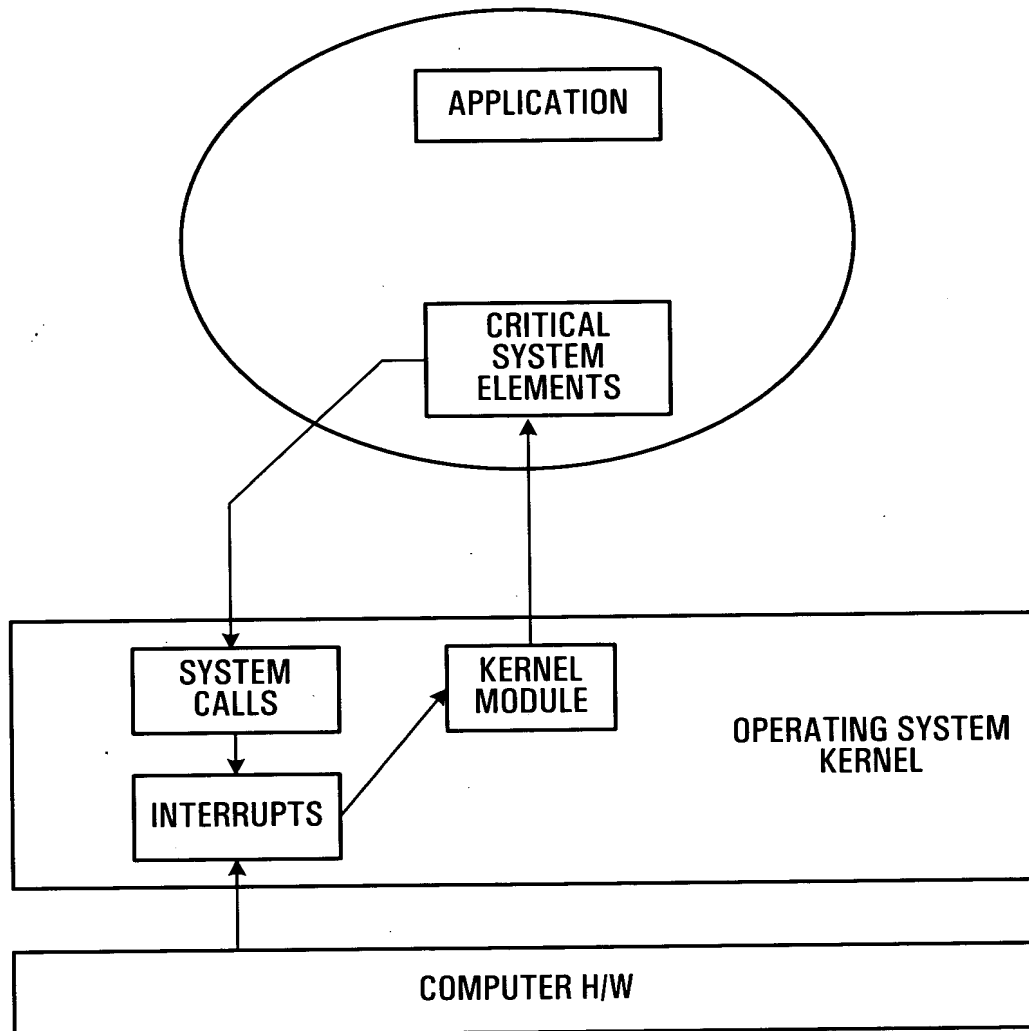 APPLICATION
CRITICAL
SYSTEM
ELEMENTS
SYSTEM
CALLS
KERNEL
MODULE
OPERATING SYSTEM
KERNEL
INTERRUPTS
COMPUTER H/W